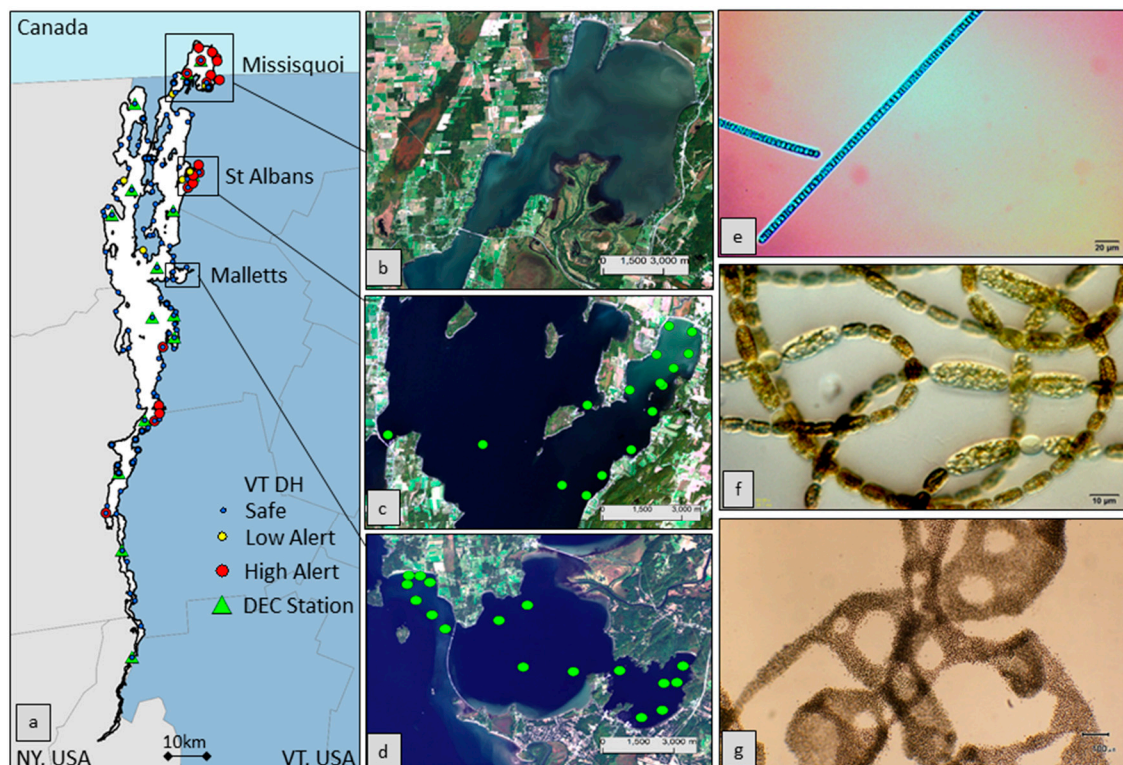 Canada
Missisquoi
St Albans
Malletts
VT DH
Safe
Low Alert
High Alert
DEC Station
a
10km
NY, USA
VT, USA
b
1,500 3,000 m
c
1,500 3,000 m
d
1,500 3,000 m
e
20 µm
f
10 µm
g